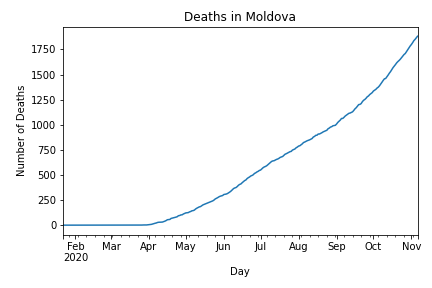 Deaths in Moldova
Number of Deaths
1750
1500
1250
1000
750
500
250
0
Feb Mar Apr May Jun Jul Aug Sep Oct Nov
2020
Day